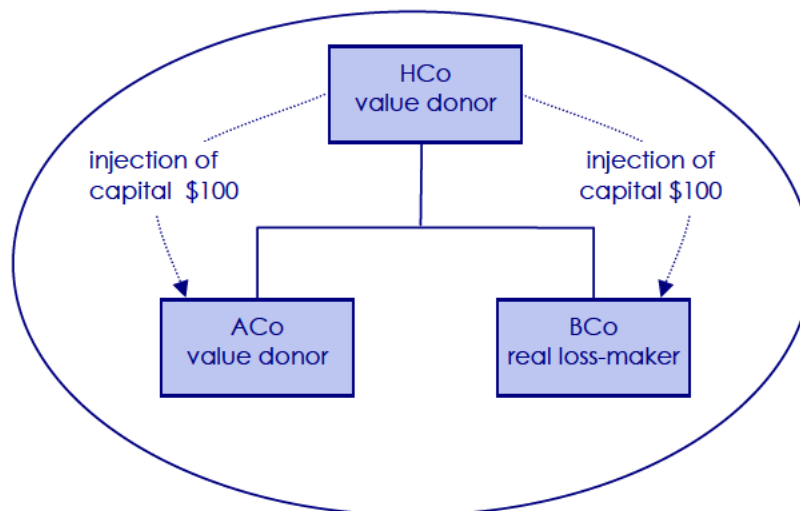 HCo
value donor
injection of
capital $100
injection of
capital $100
ACo
value donor
BCo
real loss-maker